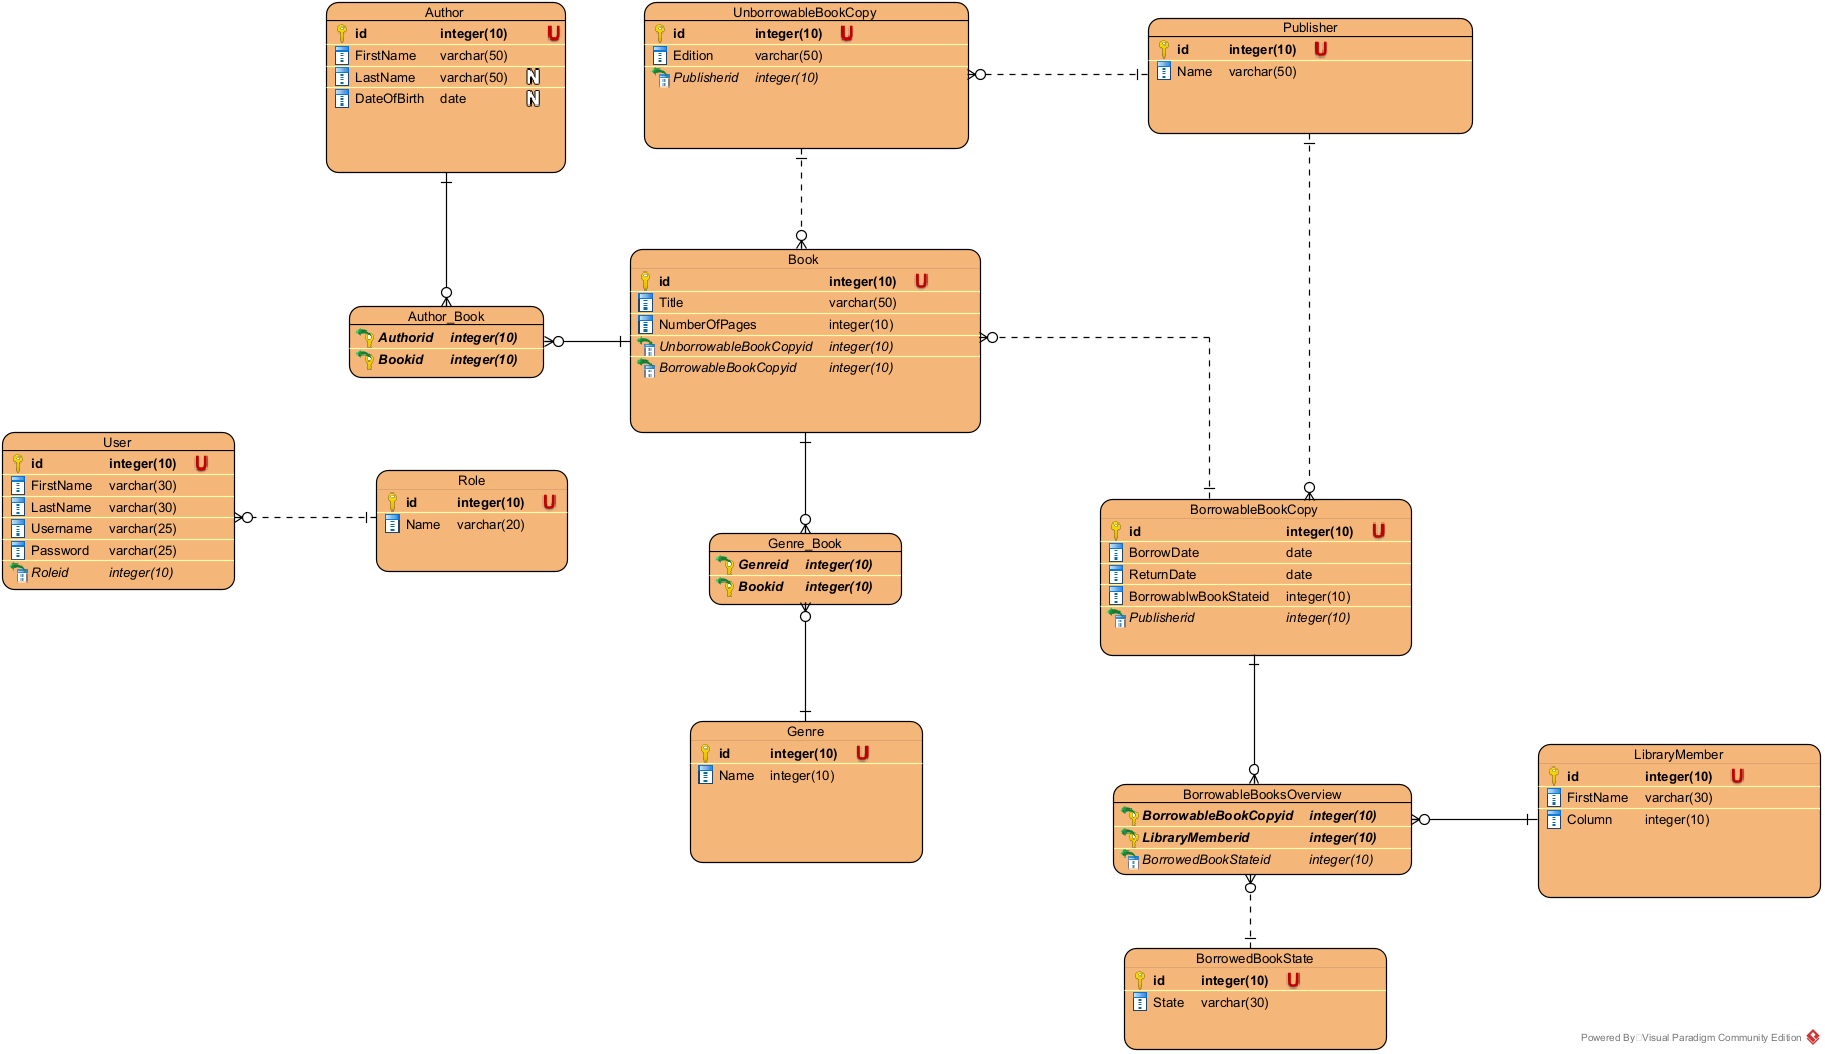 Author
id integer(10) U
FirstName varchar(50)
LastName varchar(50) N
DateOfBirth date N
UnborrowableBookCopy
id integer(10) U
Edition varchar(50)
Publisherid integer(10)
Publisher
id integer(10) U
Name varchar(50)
Book
id integer(10) U
Title varchar(50)
NumberOfPages integer(10)
UnborrowableBookCopyid integer(10)
BorrowableBookCopyid integer(10)
Author_Book
Authorid integer(10)
Bookid integer(10)
User
id integer(10) U
FirstName varchar(30)
LastName varchar(30)
Username varchar(25)
Password varchar(25)
Roleid integer(10)
Role
id integer(10) U
Name varchar(20)
Genre_Book
Genreid integer(10)
Bookid integer(10)
BorrowableBookCopy
id integer(10) U
BorrowDate date
ReturnDate date
BorrowablwBookStateid integer(10)
Publisherid integer(10)
Genre
id integer(10) U
Name integer(10)
LibraryMember
id integer(10) U
FirstName varchar(30)
Column integer(10)
BorrowableBooksOverview
BorrowableBookCopyid integer(10)
LibraryMemberid integer(10)
BorrowedBookStateid integer(10)
BorrowedBookState
id integer(10) U
State varchar(30)
Powered By Visual Paradigm Community Edition